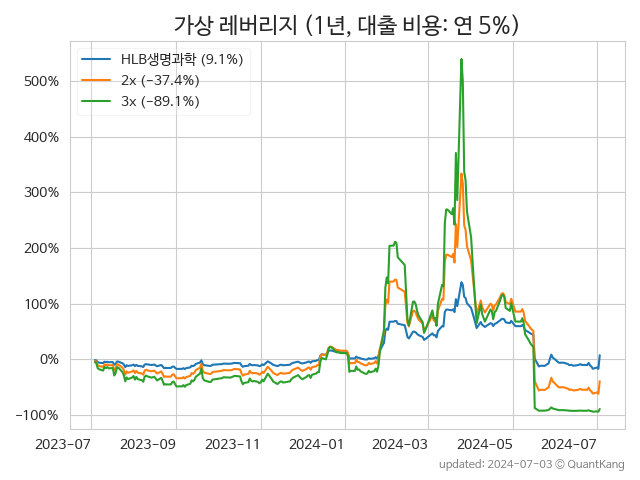 가상 레버리지 (1년, 대출 비용: 연 5%)
HLB생명과학 (9.1%)
2x (−37.4%)
3x (−89.1%)
500%
400%
300%
200%
100%
0%
−100%
2023-07 2023-09 2023-11 2024-01 2024-03 2024-05 2024-07
updated: 2024-07-03 © QuantKang